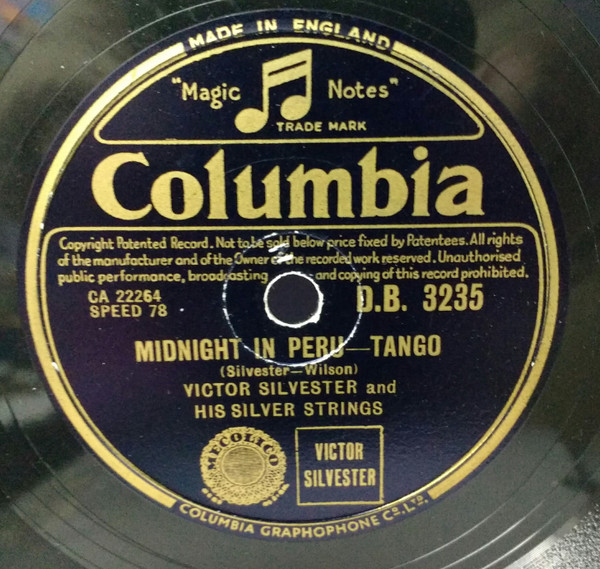 MADE IN ENGLAND
"Magic Notes"
TRADE MARK
Columbia
Copyright Patented Record. Not to be sold below price fixed by Patentees. All rights
of the manufacturer and of the Owner of the recorded work reserved. Unauthorised
public performance, broadcasting and copying of this record prohibited.
CA 22264
SPEED 78
D.B. 3235
MIDNIGHT IN PERU—TANGO
(Silvester—Wilson)
VICTOR SILVESTER and
HIS SILVER STRINGS
MECOLICO
VICTOR
SILVESTER
COLUMBIA GRAPHOPHONE CO., LTD.